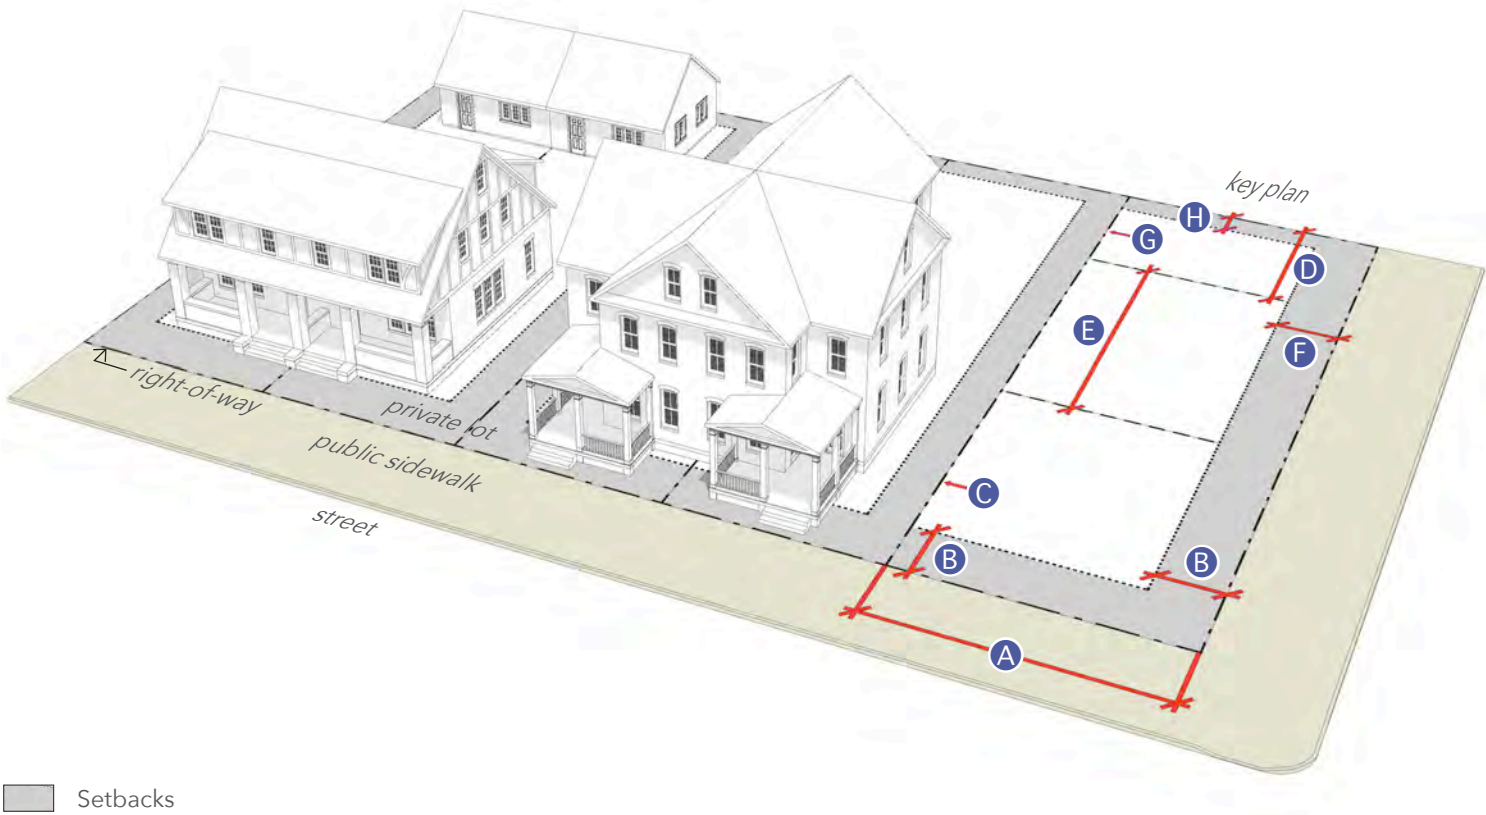 key plan
H
G
D
E
F
right-of-way
private lot
public sidewalk
street
C
B
B
A
Setbacks